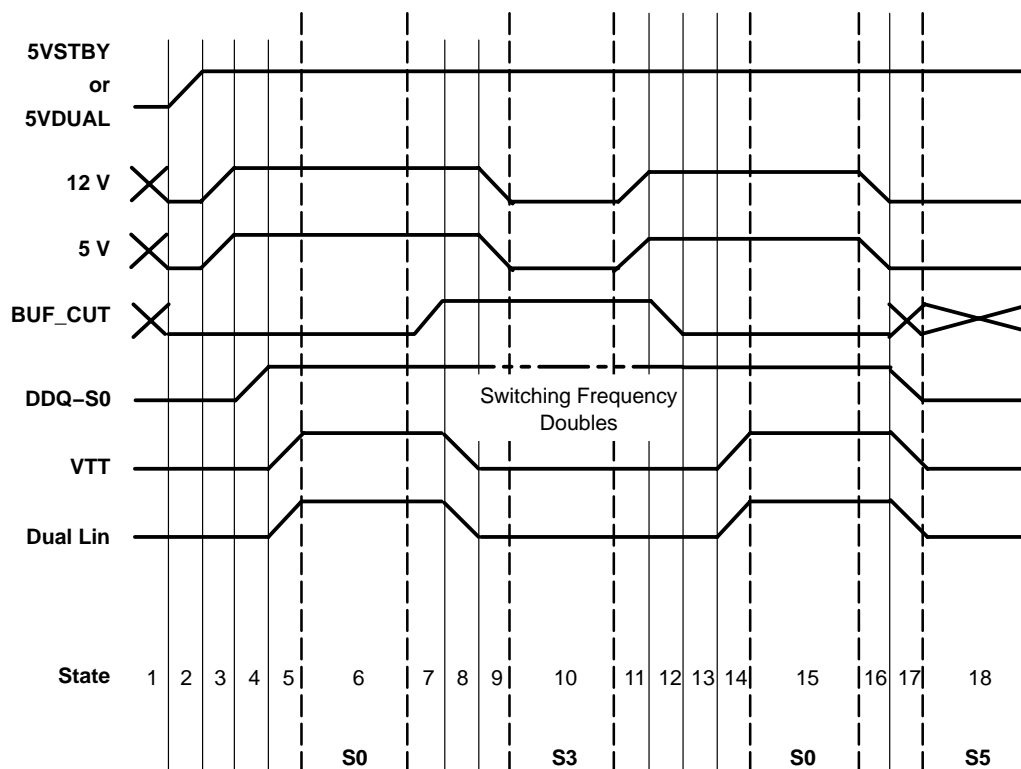 5VSTBY
or
5VDUAL
12 V
5 V
BUF_CUT
DDQ−S0
Switching Frequency
Doubles
VTT
Dual Lin
State 1 2 3 4 5 6 7 8 9 10 11 12 13 14 15 16 17 18
S0 S3 S0 S5